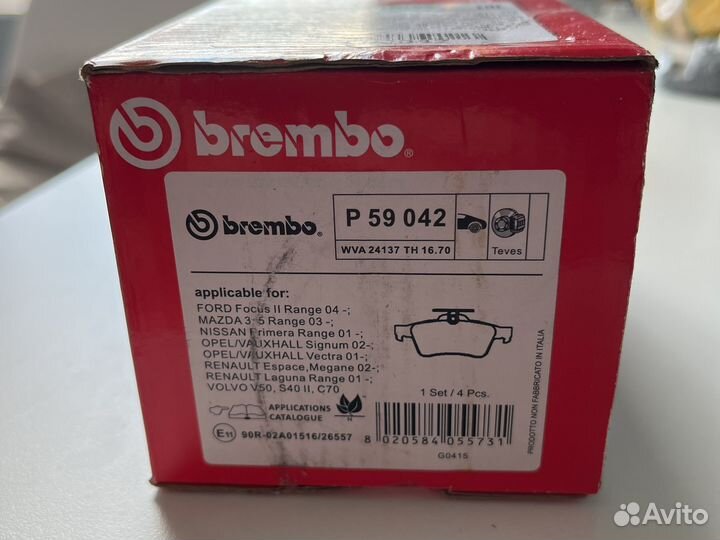 brembo®
brembo.
P 59 042
WVA 24137 TH 16.70
Teves
applicable for:
FORD Focus II Range 04 -;
MAZDA 3, 5 Range 03 -;
NISSAN Primera Range 01 -;
OPEL/VAUXHALL Signum 02-;
OPEL/VAUXHALL Vectra 01-;
RENAULT Espace,Megane 02-;
RENAULT Laguna Range 01 -;
VOLVO V50, S40 II, C70
1 Set / 4 Pcs.
APPLICATIONS
CATALOGUE
E11 90R-02A01516/26557
8 020584 055731
G0415
PRODOTTO NON FABBRICATO IN ITALIA
Avito